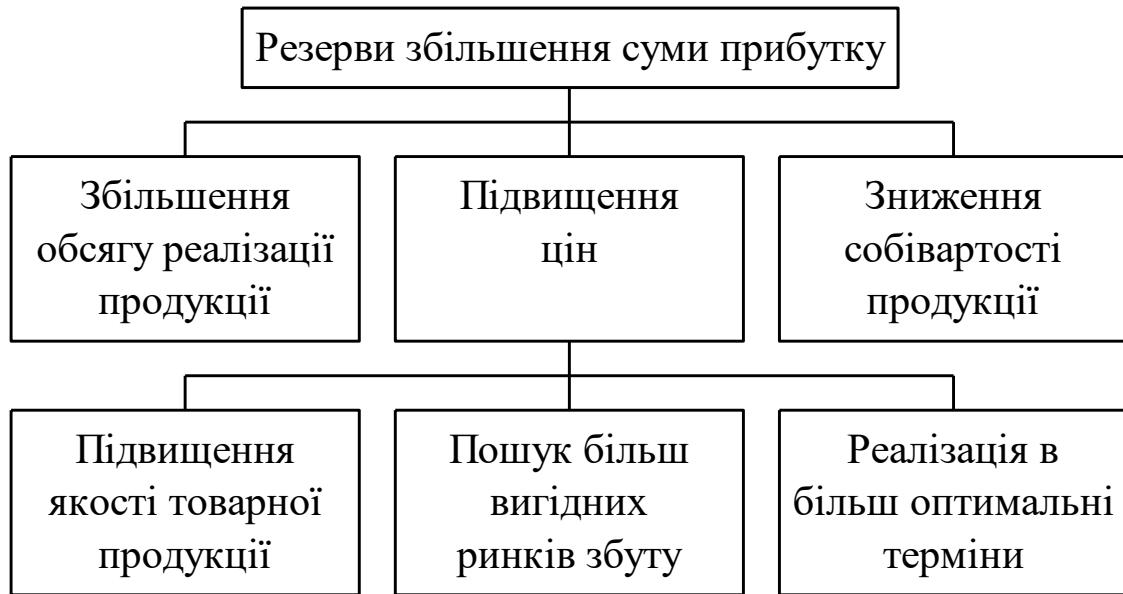 Резерви збільшення суми прибутку
Збільшення
обсягу реалізації
продукції
Підвищення
цін
Зниження
собівартості
продукції
Підвищення
якості товарної
продукції
Пошук більш
вигідних
ринків збуту
Реалізація в
більш оптимальні
терміни